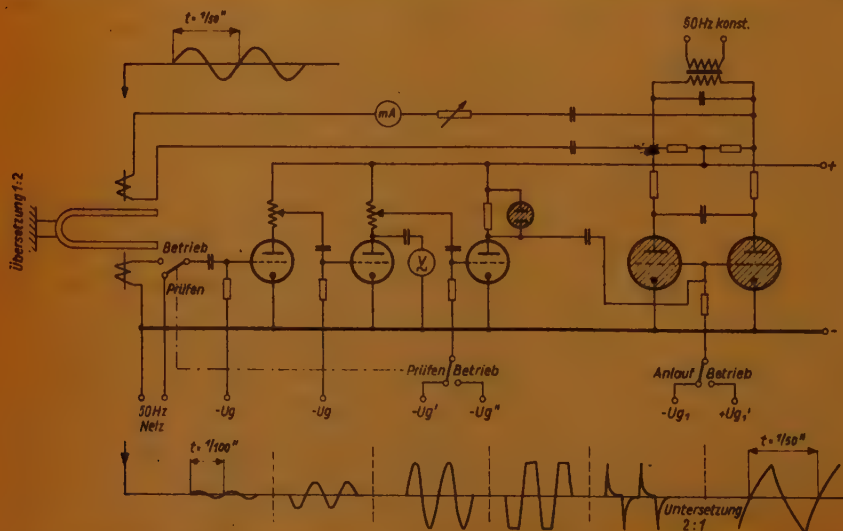 t = 1/50"
50Hz konst.
mA
+
Übersetzung 1:2
Betrieb
Prüfen
V
-
Prüfen Betrieb
Anlauf Betrieb
50Hz
Netz
-Ug
-Ug
-Ug'
-Ug"
-Ug₁
+Ug₁'
t = 1/100"
t = 1/50"
Untersetzung
2:1